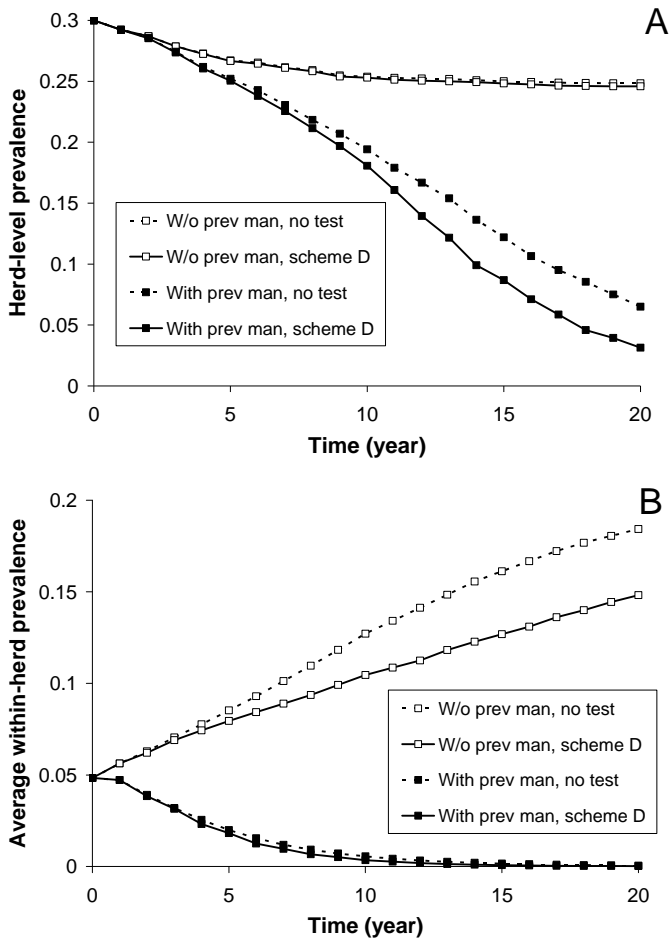 A
Herd-level prevalence
0.3
0.25
0.2
0.15
0.1
0.05
0
W/o prev man, no test
W/o prev man, scheme D
With prev man, no test
With prev man, scheme D
0 5 10 15 20
Time (year)
B
Average within-herd prevalence
0.2
0.15
0.1
0.05
0
W/o prev man, no test
W/o prev man, scheme D
With prev man, no test
With prev man, scheme D
0 5 10 15 20
Time (year)